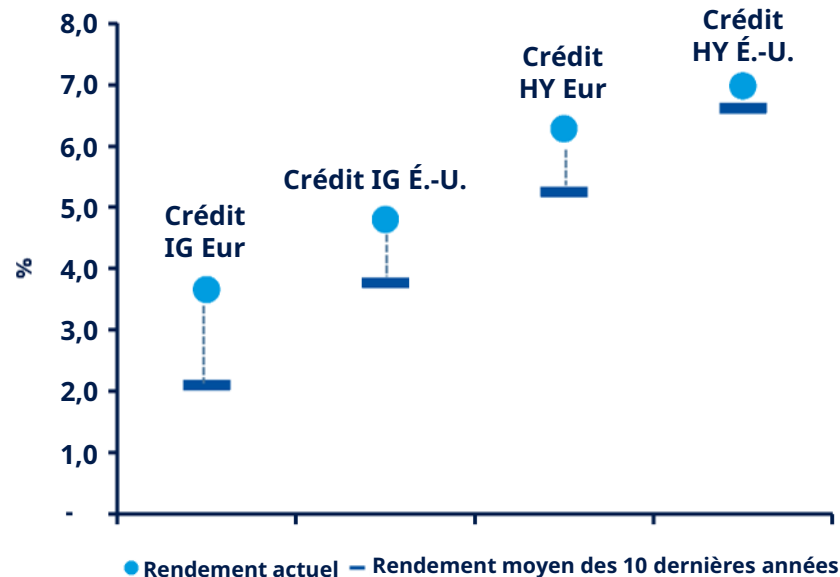 8,0
7,0
6,0
5,0
4,0
3,0
2,0
1,0
-
%
Crédit
IG Eur
Crédit IG É.-U.
Crédit
HY Eur
Crédit
HY É.-U.
Rendement actuel
Rendement moyen des 10 dernières années